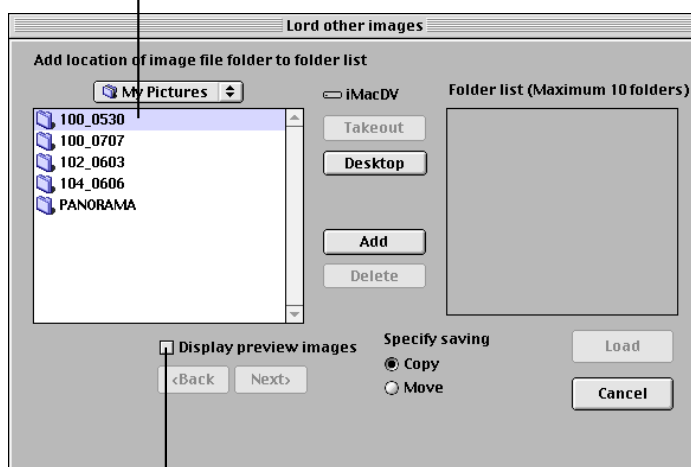 Lord other images
Add location of image file folder to folder list
My Pictures
iMacDV
Folder list (Maximum 10 folders)
100_0530
100_0707
102_0603
104_0606
PANORAMA
Takeout
Desktop
Add
Delete
Display preview images
<Back
Next>
Specify saving
Copy
Move
Load
Cancel